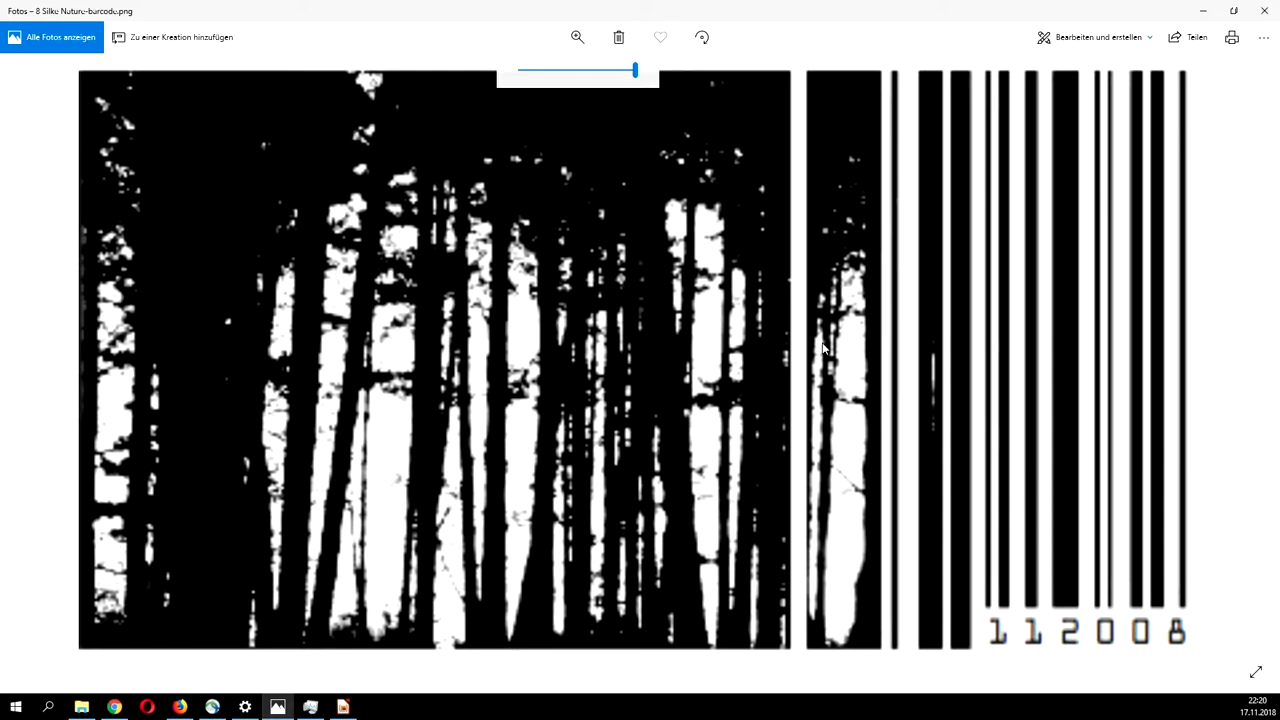 Fotos – 8 Silke Nature-barcode.png
Alle Fotos anzeigen
Zu einer Kreation hinzufügen
Bearbeiten und erstellen
Teilen
112008
22:20
17.11.2018